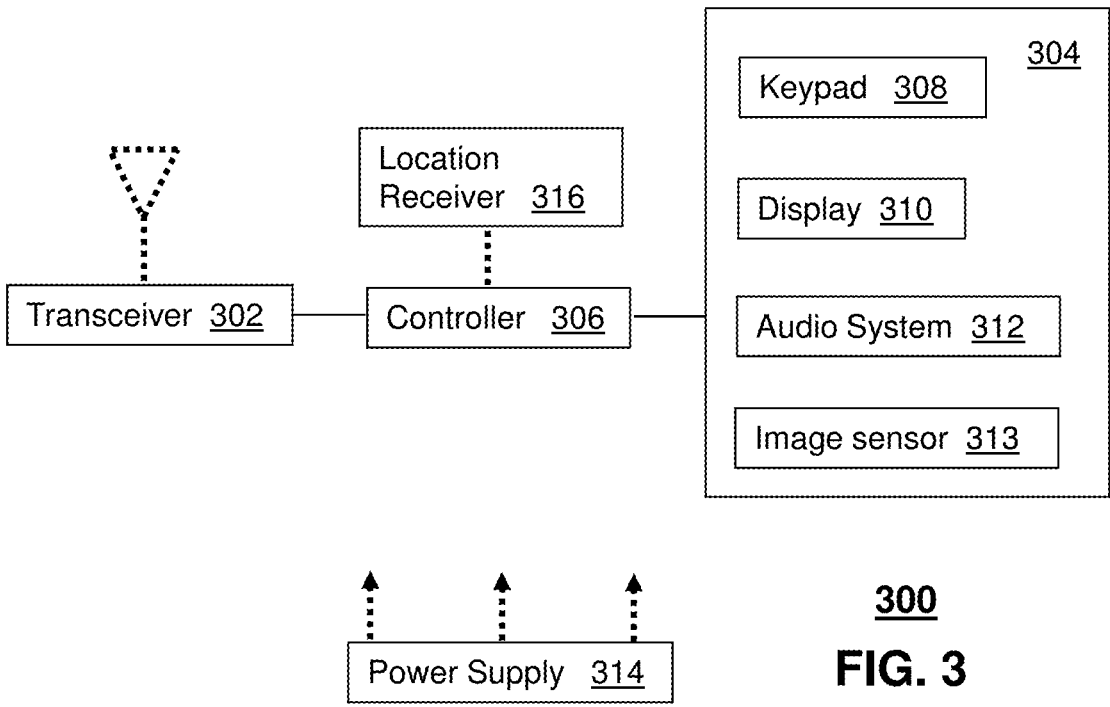 304
Keypad 308
Location
Receiver 316
Display 310
Transceiver 302
Controller 306
Audio System 312
Image sensor 313
Power Supply 314
300
FIG. 3